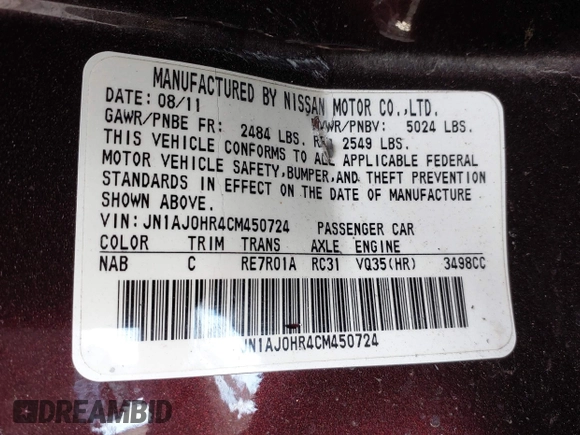 MANUFACTURED BY NISSAN MOTOR CO.,LTD.
DATE: 08/11 GVWR/PNBV: 5024 LBS.
GAWR/PNBE FR: 2484 LBS. RR 2549 LBS.
THIS VEHICLE CONFORMS TO ALL APPLICABLE FEDERAL
MOTOR VEHICLE SAFETY, BUMPER, AND THEFT PREVENTION
STANDARDS IN EFFECT ON THE DATE OF MANUFACTURE
SHOWN ABOVE.
VIN: JN1AJ0HR4CM450724 PASSENGER CAR
COLOR TRIM TRANS AXLE ENGINE
NAB C RE7R01A RC31 VQ35(HR) 3498CC
JN1AJ0HR4CM450724
DREAMBID